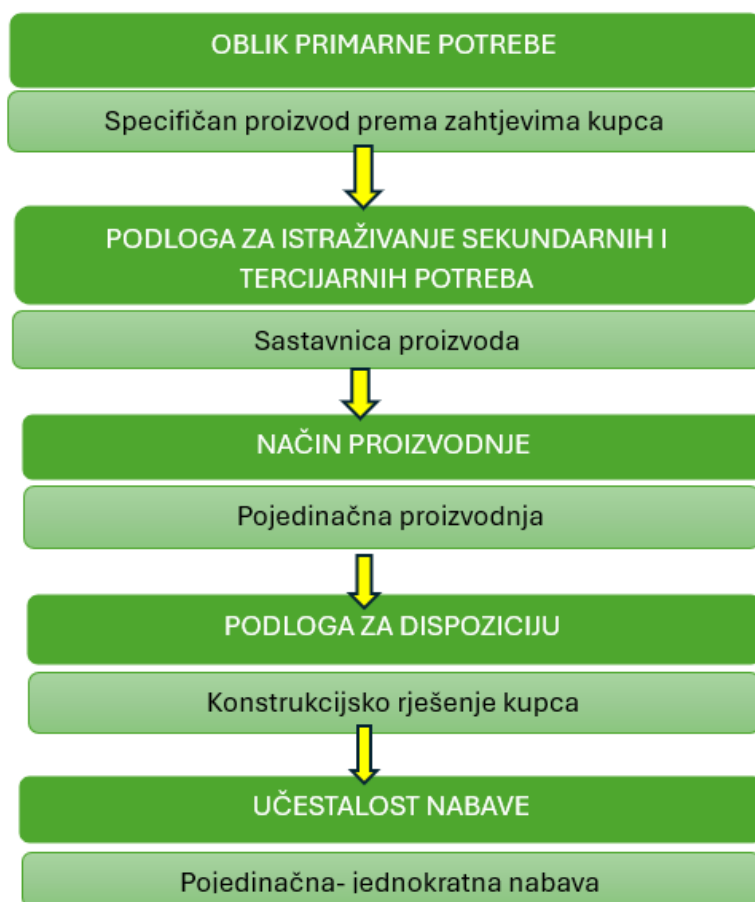 OBLIK PRIMARNE POTREBE
Specifičan proizvod prema zahtjevima kupca
PODLOGA ZA ISTRAŽIVANJE SEKUNDARNIH I
TERCIJARNIH POTREBA
Sastavnica proizvoda
NAČIN PROIZVODNJE
Pojedinačna proizvodnja
PODLOGA ZA DISPOZICIJU
Konstrukcijsko rješenje kupca
UČESTALOST NABAVE
Pojedinačna- jednokratna nabava